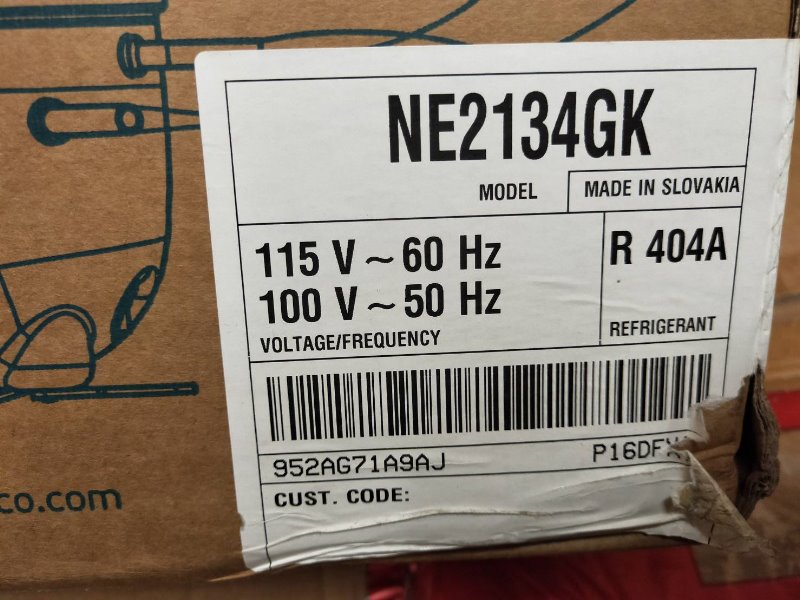 NE2134GK
MODEL
MADE IN SLOVAKIA
115 V ~ 60 Hz
100 V ~ 50 Hz
VOLTAGE/FREQUENCY
R 404A
REFRIGERANT
952AG71A9AJ
CUST. CODE:
co.com